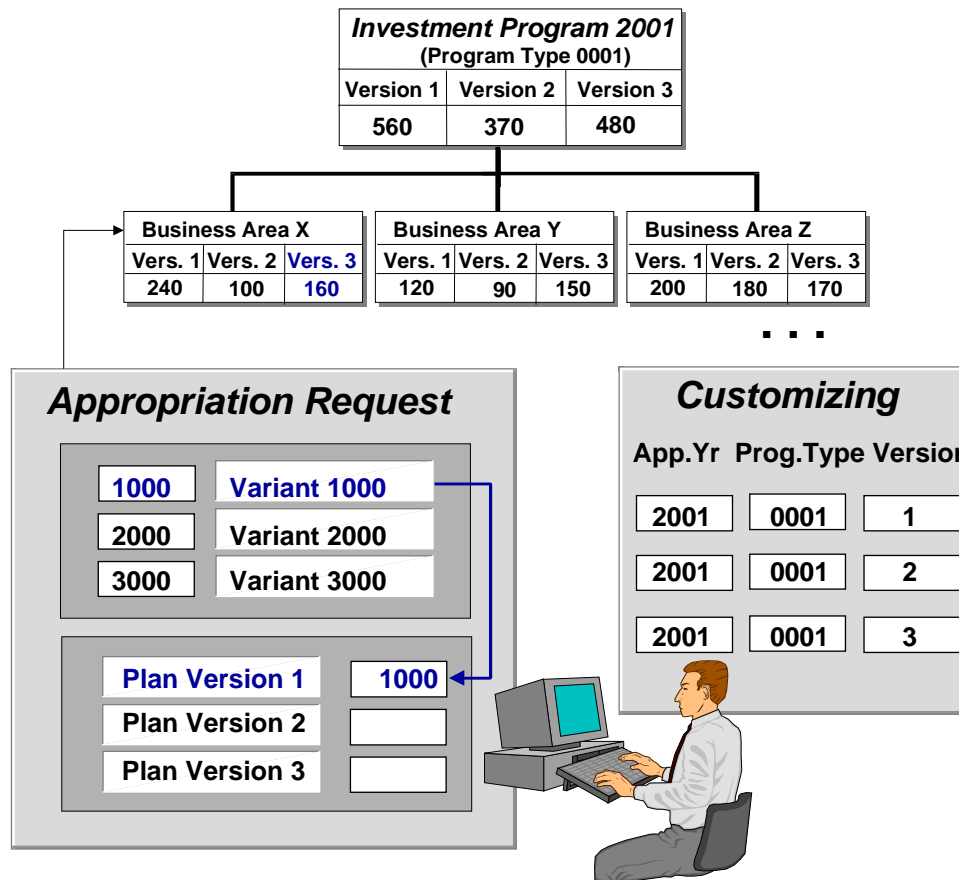 Investment Program 2001
(Program Type 0001)
Version 1 Version 2 Version 3
560 370 480
Business Area X
Vers. 1 Vers. 2 Vers. 3
240 100 160
Business Area Y
Vers. 1 Vers. 2 Vers. 3
120 90 150
Business Area Z
Vers. 1 Vers. 2 Vers. 3
200 180 170
. . .
Appropriation Request
1000 Variant 1000
2000 Variant 2000
3000 Variant 3000
Plan Version 1 1000
Plan Version 2
Plan Version 3
Customizing
App.Yr Prog.Type Version
2001 0001 1
2001 0001 2
2001 0001 3